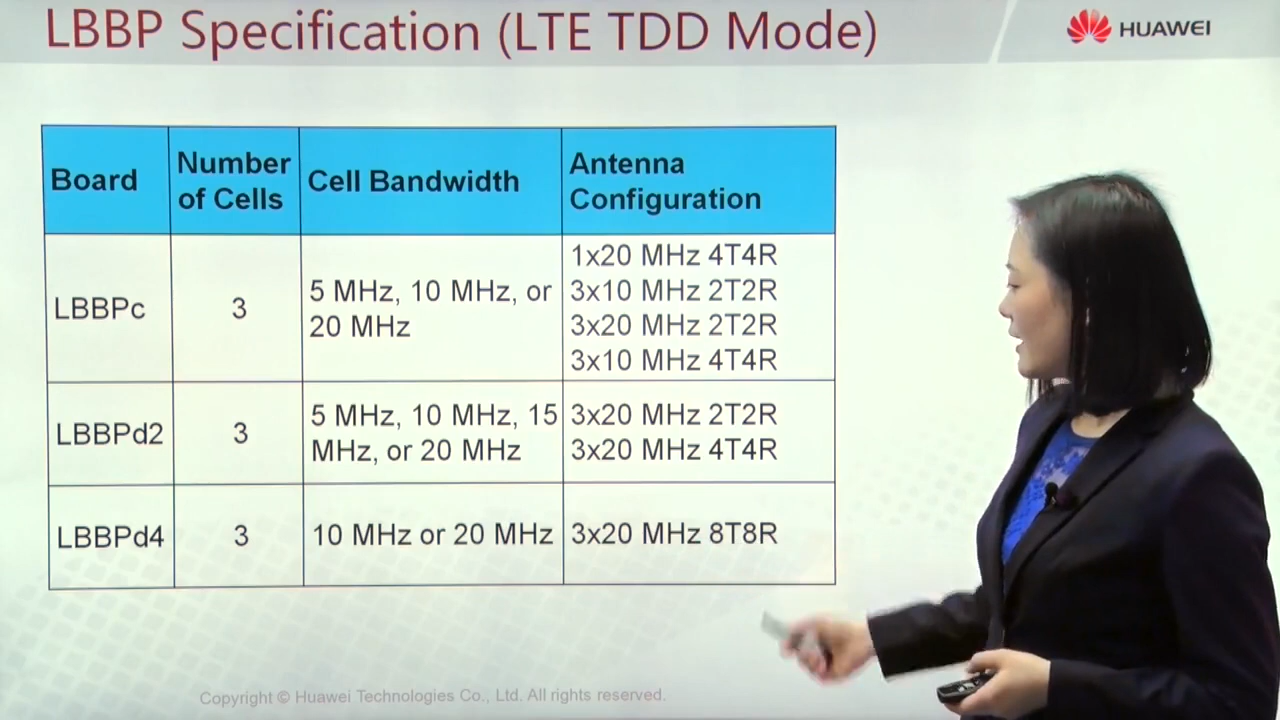 LBBP Specification (LTE TDD Mode)
HUAWEI
Board
Number
of Cells
Cell Bandwidth
Antenna
Configuration
LBBPc
3
5 MHz, 10 MHz, or
20 MHz
1x20 MHz 4T4R
3x10 MHz 2T2R
3x20 MHz 2T2R
3x10 MHz 4T4R
LBBPd2
3
5 MHz, 10 MHz, 15
MHz, or 20 MHz
3x20 MHz 2T2R
3x20 MHz 4T4R
LBBPd4
3
10 MHz or 20 MHz
3x20 MHz 8T8R
Copyright © Huawei Technologies Co., Ltd. All rights reserved.